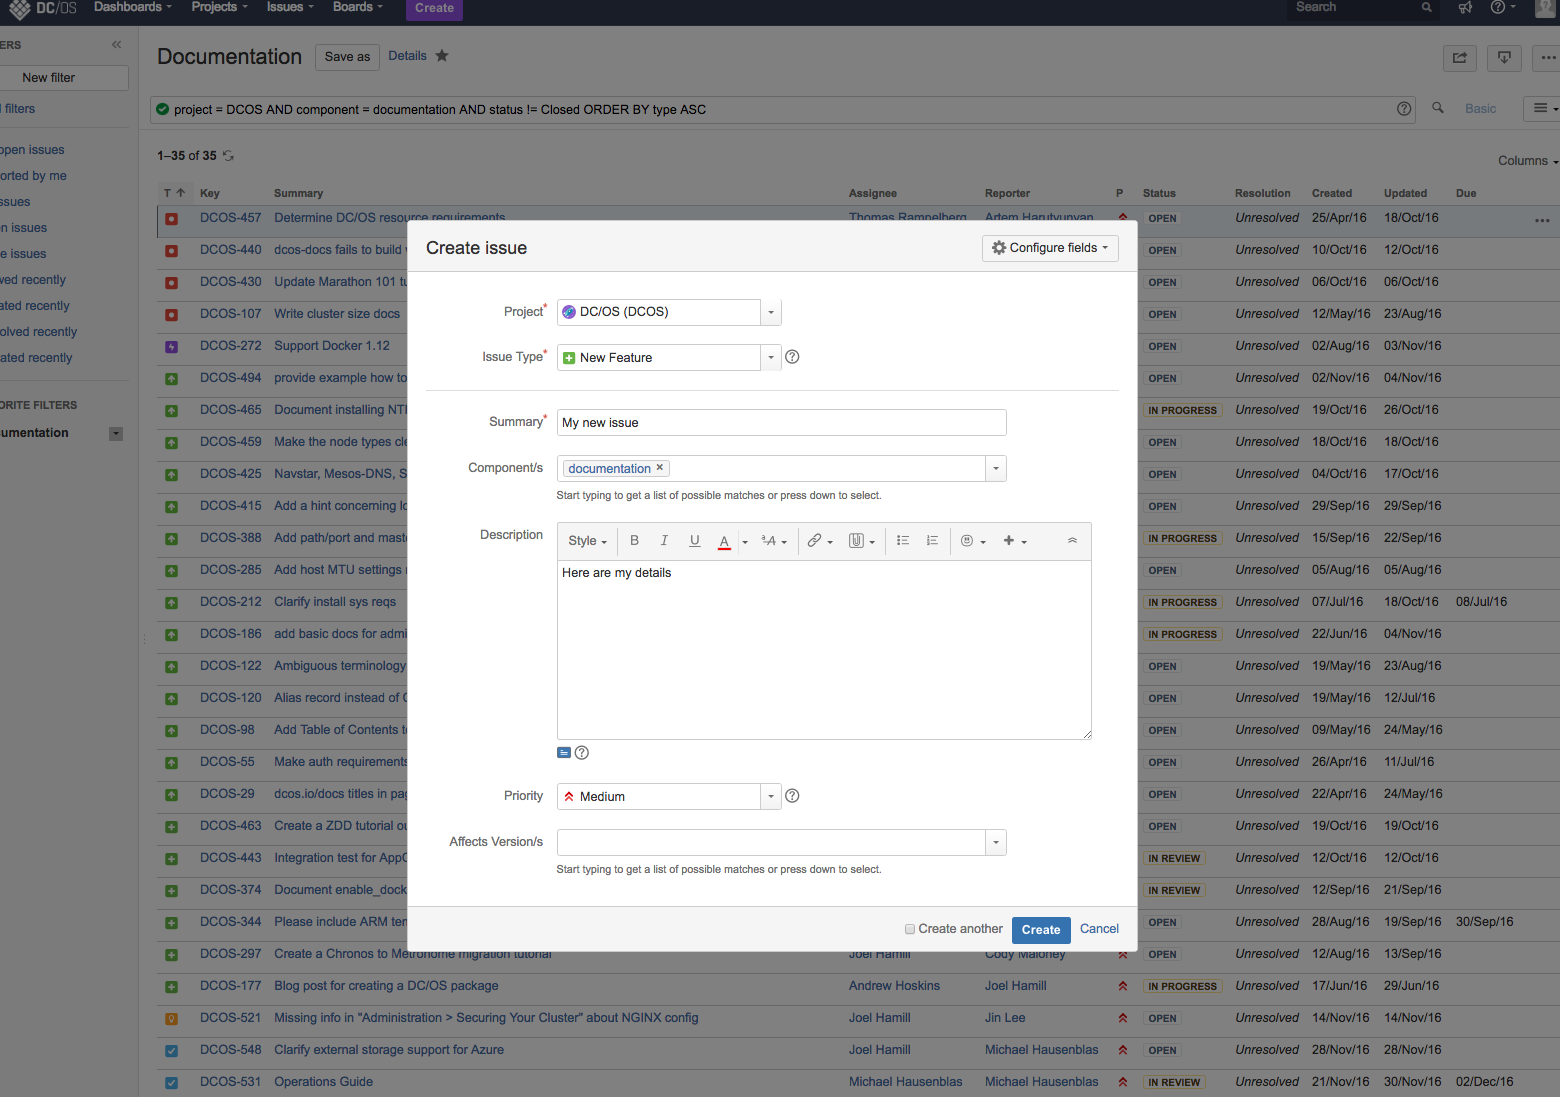 DC/OS Dashboards Projects Issues Boards Create Search
ERS
New filter
filters
open issues
orted by me
ssues
n issues
e issues
wed recently
ated recently
olved recently
ated recently
ORITE FILTERS
umentation
Documentation Save as Details
project = DCOS AND component = documentation AND status != Closed ORDER BY type ASC Basic
1–35 of 35
Columns
T Key Summary Assignee Reporter P Status Resolution Created Updated Due
DCOS-457 Determine DC/OS resource requirements Thomas Rampelberg Artem Harutyunyan OPEN Unresolved 25/Apr/16 18/Oct/16
DCOS-440 dcos-docs fails to build OPEN Unresolved 10/Oct/16 12/Oct/16
DCOS-430 Update Marathon 101 tu OPEN Unresolved 06/Oct/16 06/Oct/16
DCOS-107 Write cluster size docs OPEN Unresolved 12/May/16 23/Aug/16
DCOS-272 Support Docker 1.12 OPEN Unresolved 02/Aug/16 03/Nov/16
DCOS-494 provide example how to OPEN Unresolved 02/Nov/16 04/Nov/16
DCOS-465 Document installing NTI IN PROGRESS Unresolved 19/Oct/16 26/Oct/16
DCOS-459 Make the node types cle OPEN Unresolved 18/Oct/16 18/Oct/16
DCOS-425 Navstar, Mesos-DNS, S OPEN Unresolved 04/Oct/16 17/Oct/16
DCOS-415 Add a hint concerning lo OPEN Unresolved 29/Sep/16 29/Sep/16
DCOS-388 Add path/port and maste IN PROGRESS Unresolved 15/Sep/16 22/Sep/16
DCOS-285 Add host MTU settings OPEN Unresolved 05/Aug/16 05/Aug/16
DCOS-212 Clarify install sys reqs IN PROGRESS Unresolved 07/Jul/16 18/Oct/16 08/Jul/16
DCOS-186 add basic docs for admi IN PROGRESS Unresolved 22/Jun/16 04/Nov/16
DCOS-122 Ambiguous terminology OPEN Unresolved 19/May/16 23/Aug/16
DCOS-120 Alias record instead of OPEN Unresolved 19/May/16 12/Jul/16
DCOS-98 Add Table of Contents to OPEN Unresolved 09/May/16 24/May/16
DCOS-55 Make auth requirements OPEN Unresolved 26/Apr/16 11/Jul/16
DCOS-29 dcos.io/docs titles in pag OPEN Unresolved 22/Apr/16 24/May/16
DCOS-463 Create a ZDD tutorial ou OPEN Unresolved 19/Oct/16 19/Oct/16
DCOS-443 Integration test for AppC IN REVIEW Unresolved 12/Oct/16 12/Oct/16
DCOS-374 Document enable_dock IN REVIEW Unresolved 12/Sep/16 21/Sep/16
DCOS-344 Please include ARM tem OPEN Unresolved 28/Aug/16 19/Sep/16 30/Sep/16
DCOS-297 Create a Chronos to Metronome migration tutorial Joel Hamill Cody Maloney OPEN Unresolved 12/Aug/16 13/Sep/16
DCOS-177 Blog post for creating a DC/OS package Andrew Hoskins Joel Hamill IN PROGRESS Unresolved 17/Jun/16 29/Jun/16
DCOS-521 Missing info in "Administration > Securing Your Cluster" about NGINX config Joel Hamill Jin Lee OPEN Unresolved 14/Nov/16 14/Nov/16
DCOS-548 Clarify external storage support for Azure Joel Hamill Michael Hausenblas OPEN Unresolved 28/Nov/16 28/Nov/16
DCOS-531 Operations Guide Michael Hausenblas Michael Hausenblas IN REVIEW Unresolved 21/Nov/16 30/Nov/16 02/Dec/16
Create issue Configure fields
Project* DC/OS (DCOS)
Issue Type* New Feature
Summary* My new issue
Component/s documentation ×
Start typing to get a list of possible matches or press down to select.
Description Style B I U A
Here are my details
Priority Medium
Affects Version/s
Start typing to get a list of possible matches or press down to select.
Create another Create Cancel